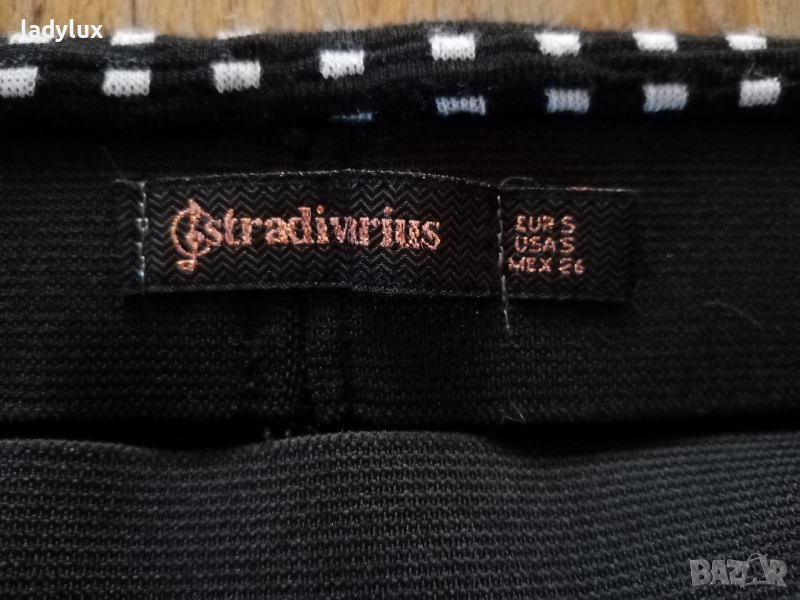 ladylux
stradivarius
EUR S
USA S
MEX 26
BAZAR